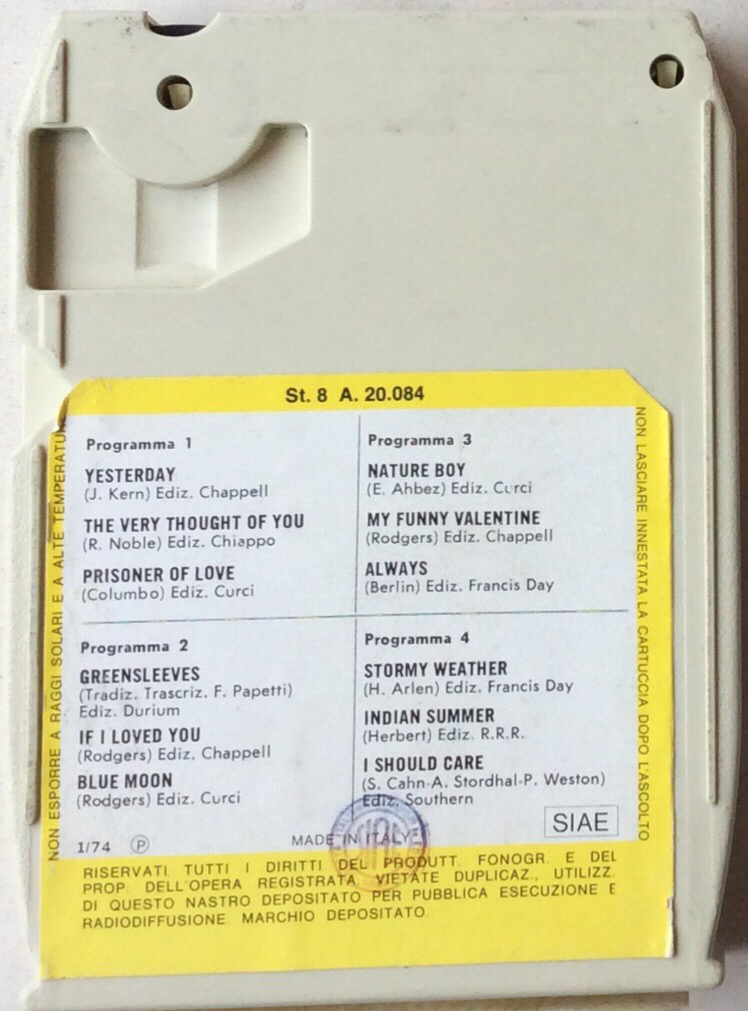 St. 8 A. 20.084
Programma 1
YESTERDAY
(J. Kern) Ediz. Chappell
THE VERY THOUGHT OF YOU
(R. Noble) Ediz. Chiappo
PRISONER OF LOVE
(Columbo) Ediz. Curci
Programma 2
GREENSLEEVES
(Tradiz. Trascriz. F. Papetti)
Ediz. Durium
IF I LOVED YOU
(Rodgers) Ediz. Chappell
BLUE MOON
(Rodgers) Ediz. Curci
Programma 3
NATURE BOY
(E. Ahbez) Ediz. Curci
MY FUNNY VALENTINE
(Rodgers) Ediz. Chappell
ALWAYS
(Berlin) Ediz. Francis Day
Programma 4
STORMY WEATHER
(H. Arlen) Ediz. Francis Day
INDIAN SUMMER
(Herbert) Ediz. R.R.R.
I SHOULD CARE
(S. Cahn-A. Stordhal-P. Weston)
Ediz. Southern
SIAE
1/74 Ⓟ
MADE IN ITALY
RISERVATI TUTTI I DIRITTI DEL PRODUTT. FONOGR. E DEL
PROP. DELL'OPERA REGISTRATA. VIETATE DUPLICAZ., UTILIZZ.
DI QUESTO NASTRO DEPOSITATO PER PUBBLICA ESECUZIONE E
RADIODIFFUSIONE. MARCHIO DEPOSITATO.
NON ESPORRE A RAGGI SOLARI E A ALTE TEMPERATU
NON LASCIARE INNESTATA LA CARTUCCIA DOPO L'ASCOLTO